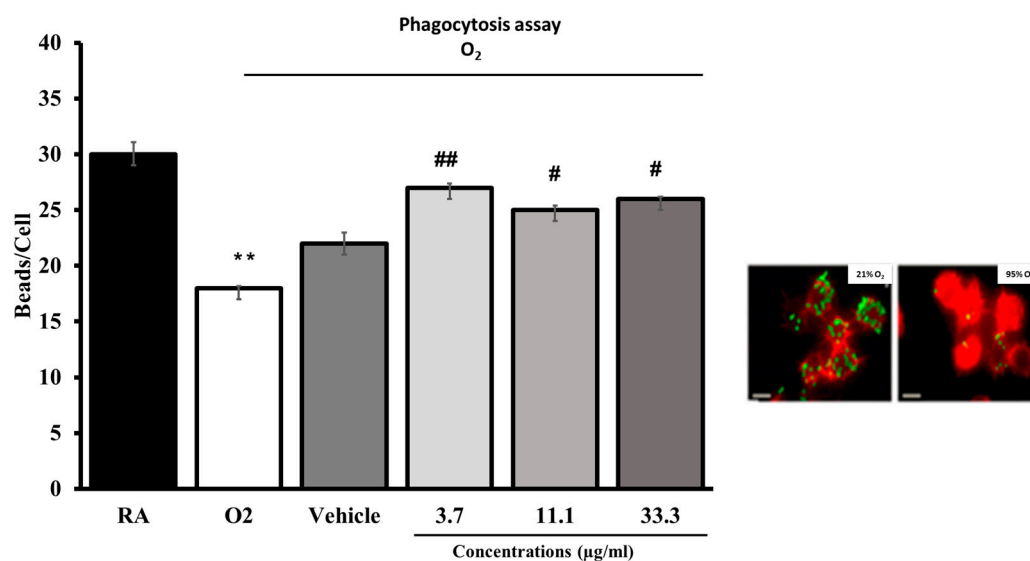 Phagocytosis assay
O₂
40
35
30
25
20
15
10
5
0
Beads/Cell
**
##
#
#
RA O2 Vehicle 3.7 11.1 33.3
Concentrations (µg/ml)
21% O₂
95% O